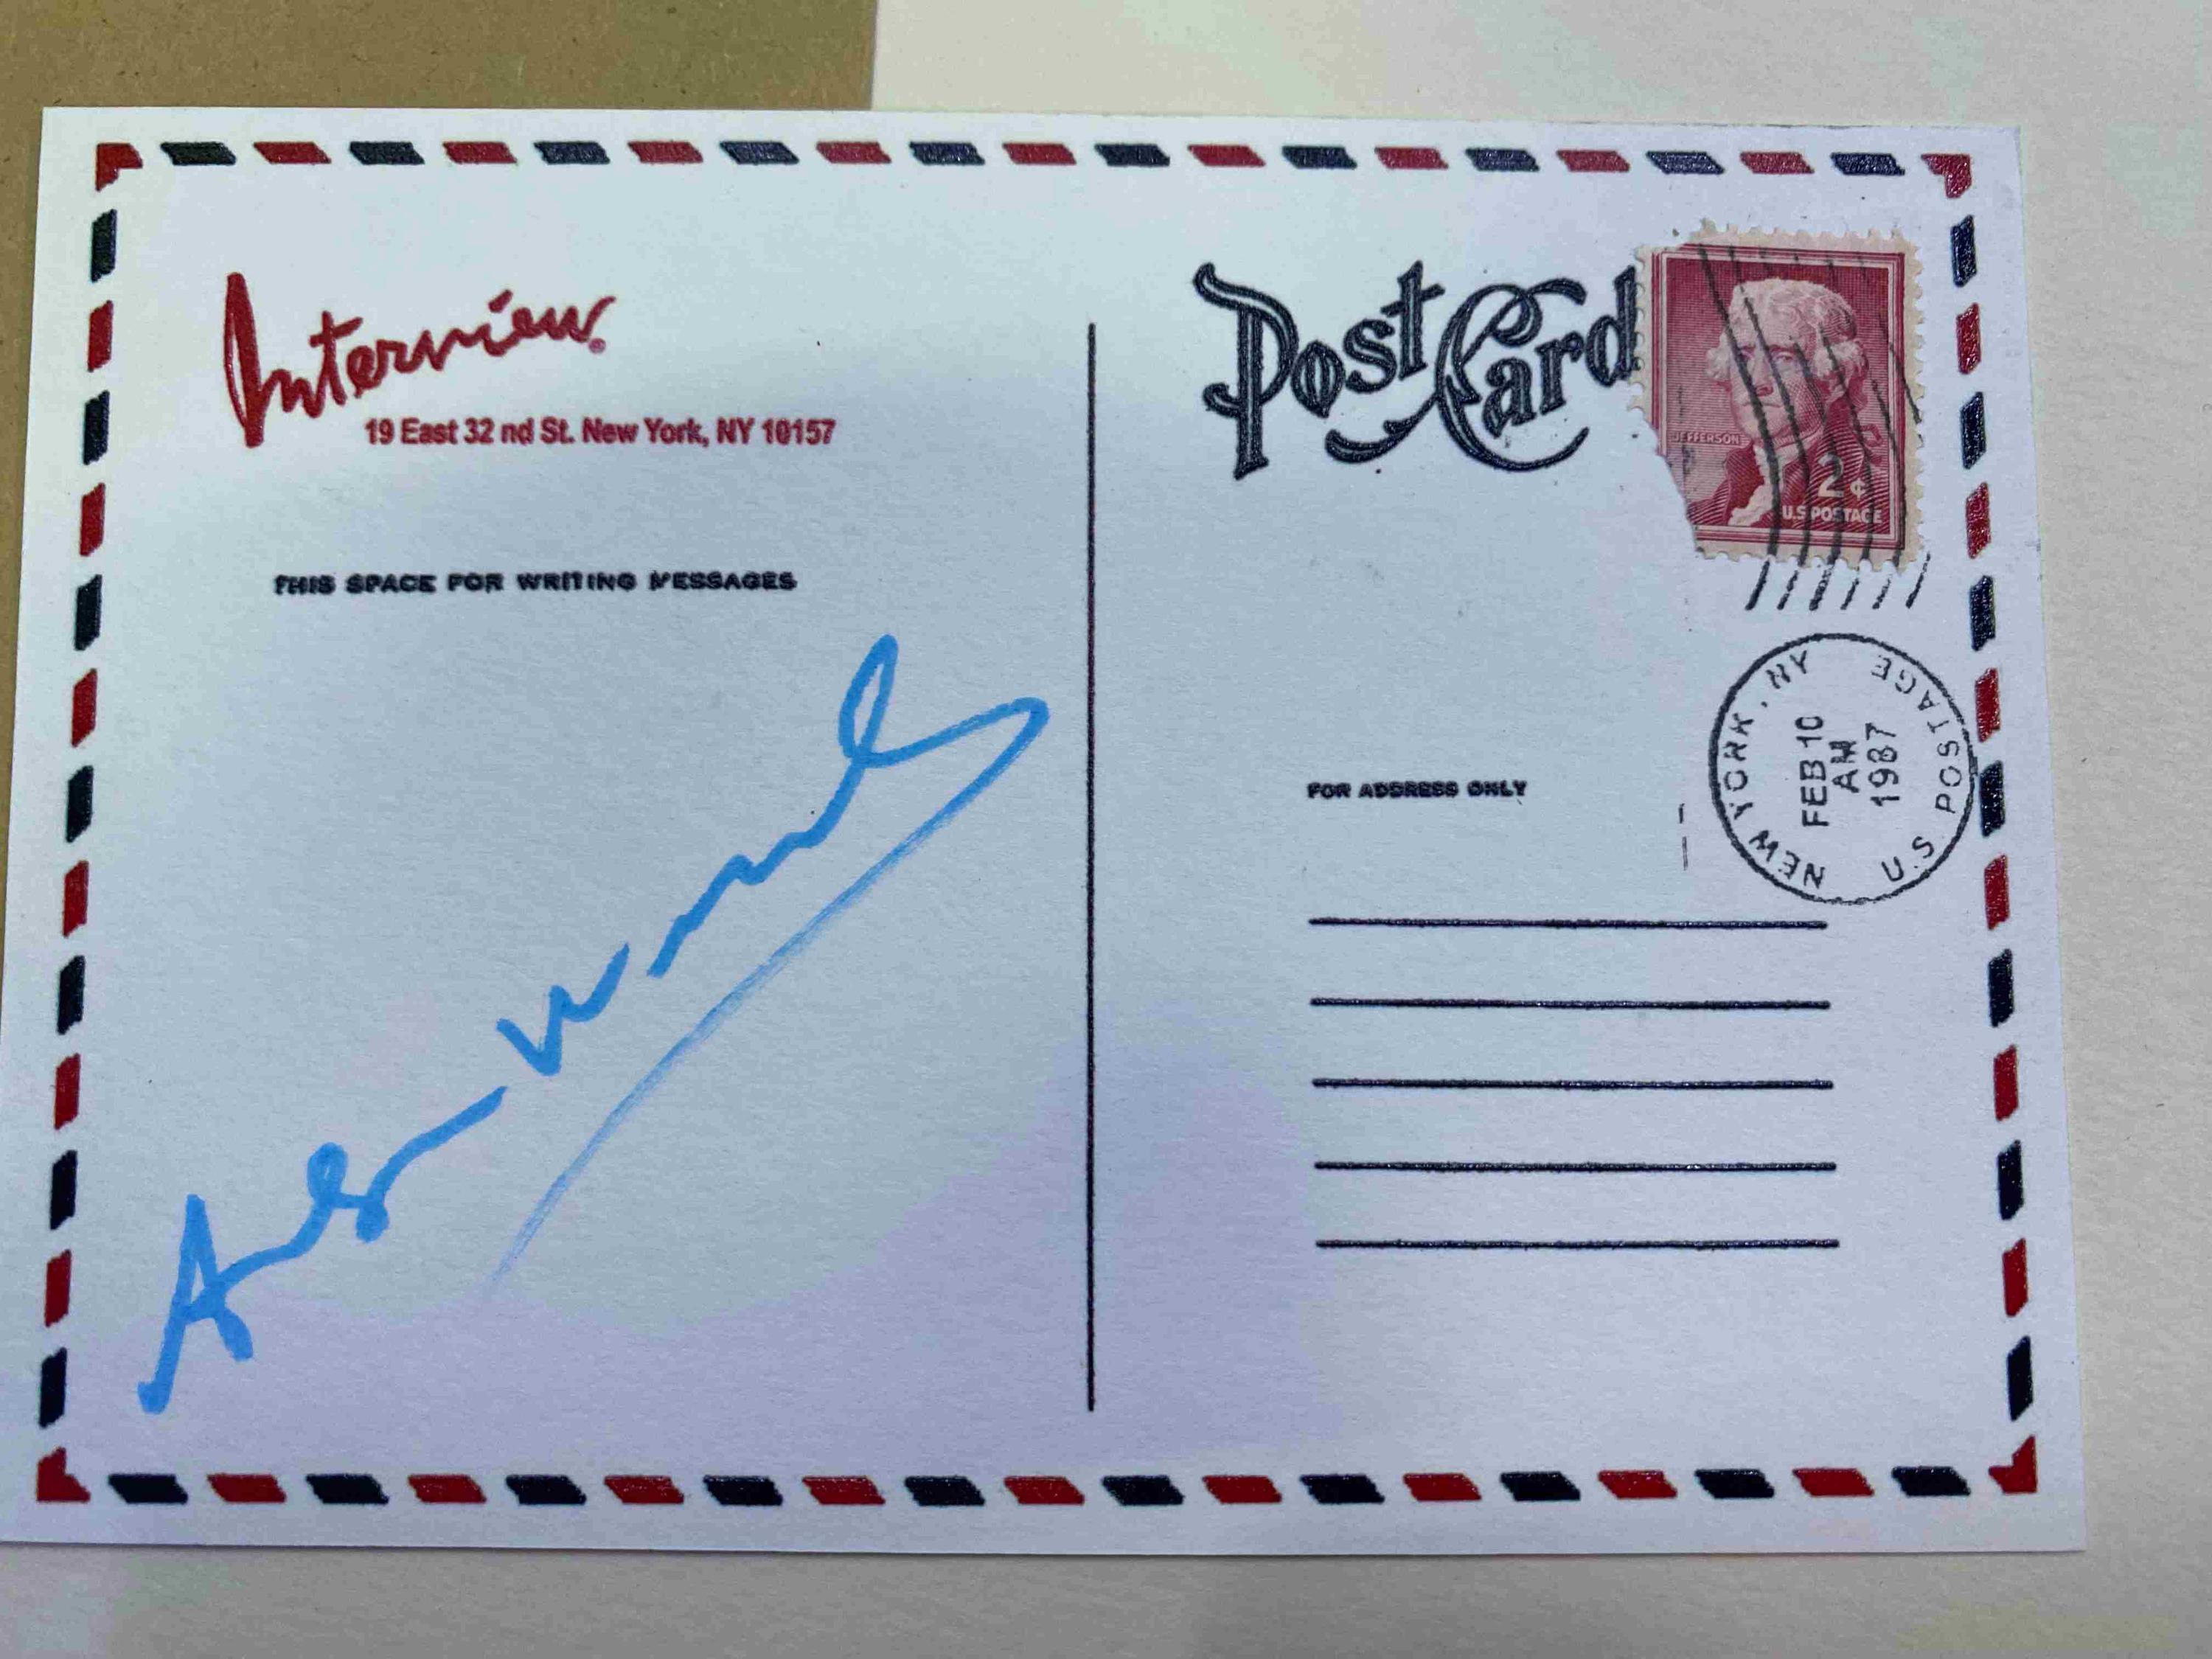 Interview
19 East 32 nd St. New York, NY 10157
THIS SPACE FOR WRITING MESSAGES
Post Card
JEFFERSON
2¢
U.S. POSTAGE
NEW YORK, NY
FEB 10
AM
1987
U.S POSTAGE
FOR ADDRESS ONLY